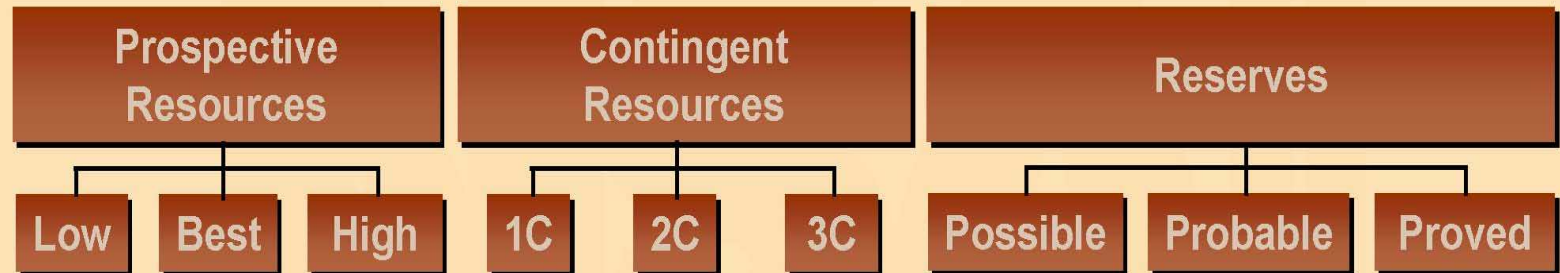 Prospective
Resources
Contingent
Resources
Reserves
Low Best High 1C 2C 3C Possible Probable Proved